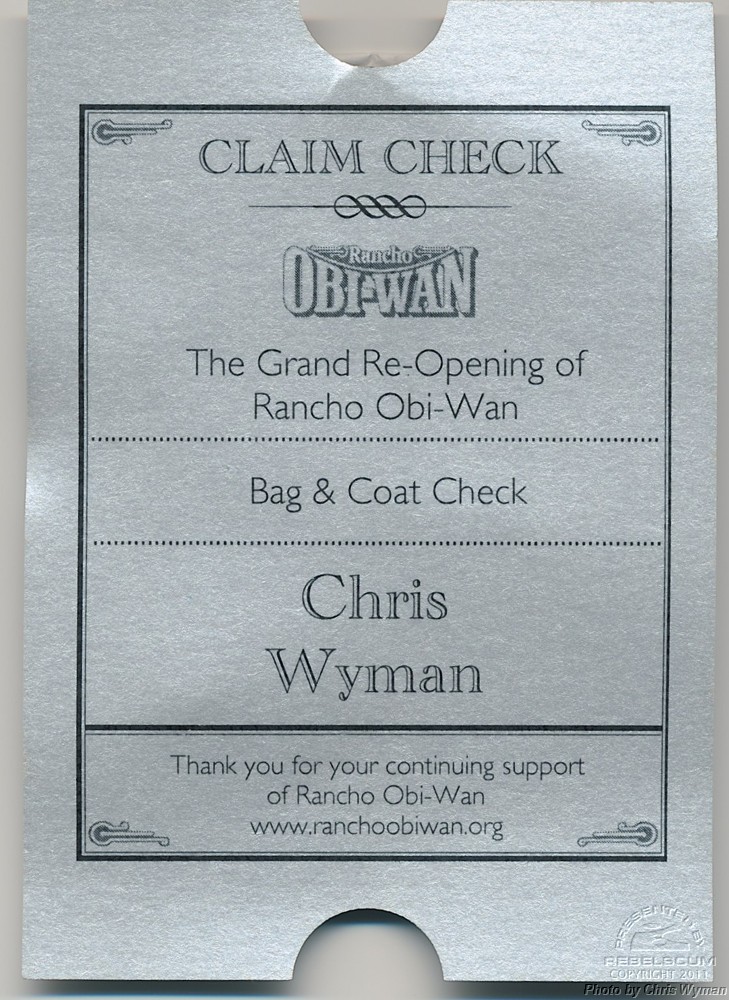 CLAIM CHECK
Rancho
OBI-WAN
The Grand Re-Opening of
Rancho Obi-Wan
Bag & Coat Check
Chris
Wyman
Thank you for your continuing support
of Rancho Obi-Wan
www.ranchoobiwan.org
PRESENTED BY
REBELSCUM
COPYRIGHT 2011
Photo by Chris Wyman